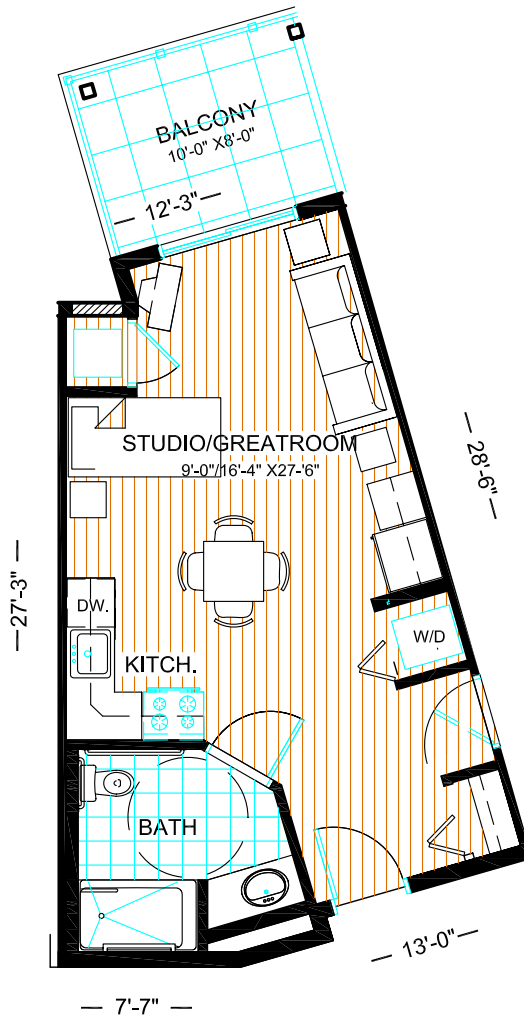 BALCONY
10'-0" X8'-0"
12'-3"
STUDIO/GREATROOM
9'-0"/16'-4" X27-'6"
28'-6"
27'-3"
DW.
W/D
KITCH.
BATH
13'-0"
7'-7"